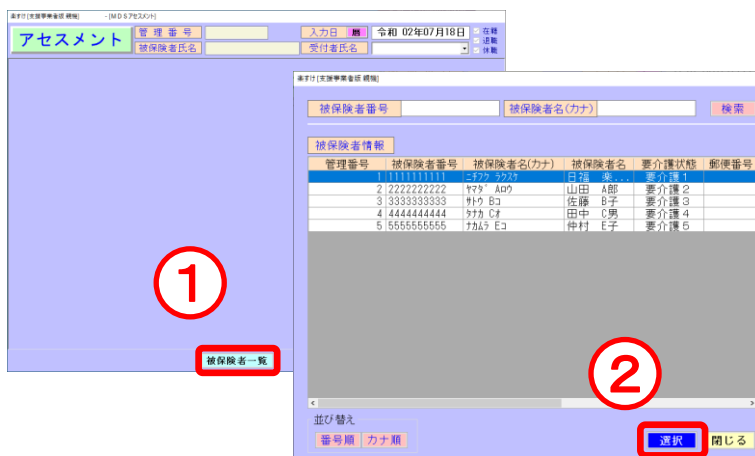 楽すけ[支援事業者版 親機] - [ＭＤＳアセスメント]
アセスメント 管 理 番 号 入力日 暦 令和 02年07月18日 在籍
退職
被保険者氏名 受付者氏名 休職
楽すけ[支援事業者版 親機]
被保険者番号 被保険者名(カナ) 検索
被保険者情報
管理番号 被保険者番号 被保険者名(カナ) 被保険者名 要介護状態 郵便番号
1 1111111111 ニチフク ラクスケ 日福 楽... 要介護１
2 2222222222 ヤマダ Aロウ 山田 A郎 要介護２
3 3333333333 サトウ Bコ 佐藤 B子 要介護３
4 4444444444 タナカ Cオ 田中 C男 要介護４
5 5555555555 ナカムラ Eコ 仲村 E子 要介護５
①
被保険者一覧
②
並び替え
番号順 カナ順 選択 閉じる